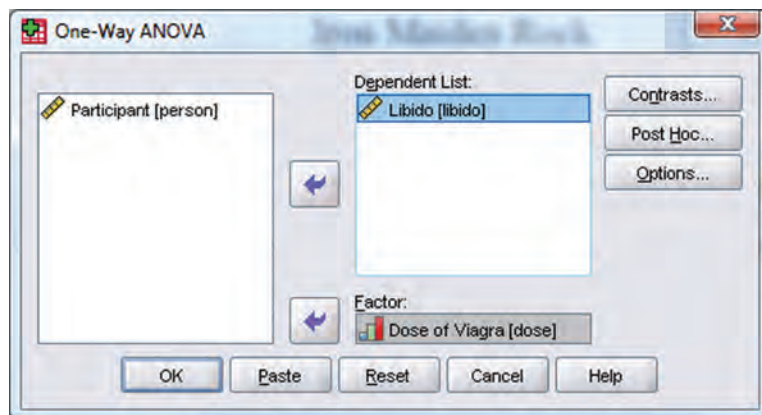 One-Way ANOVA
Participant [person]
Dependent List:
Libido [libido]
Factor:
Dose of Viagra [dose]
Contrasts...
Post Hoc...
Options...
OK Paste Reset Cancel Help